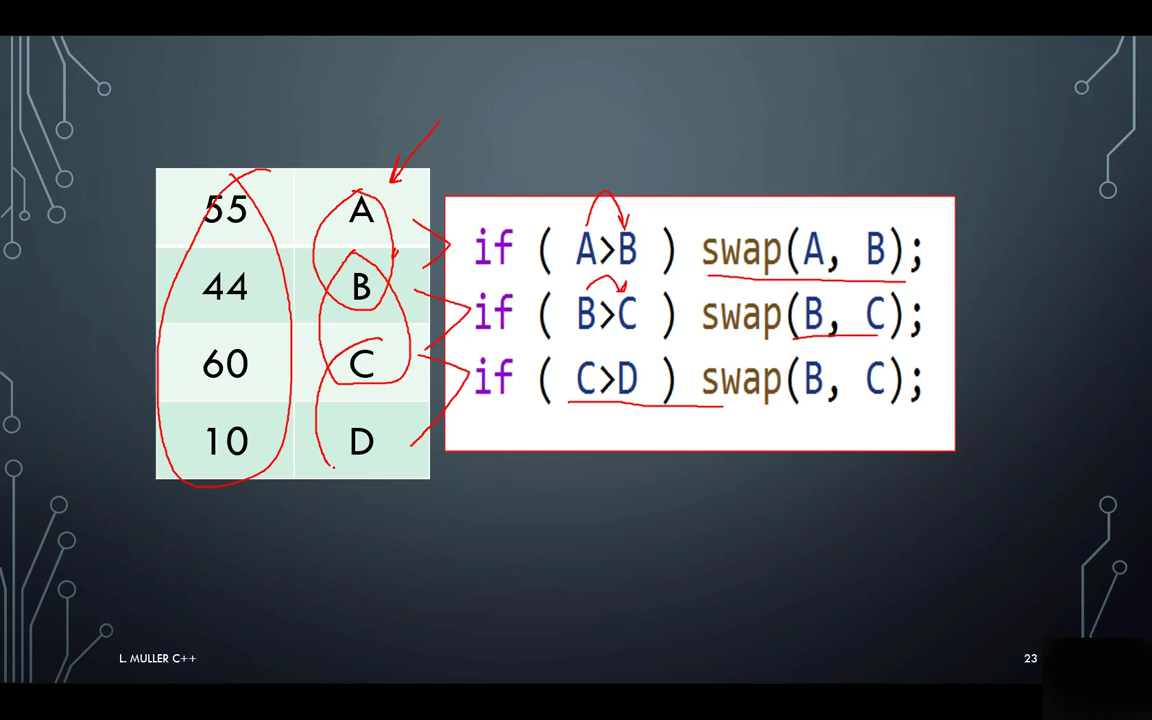 55 A
44 B
60 C
10 D
if ( A>B ) swap(A, B);
if ( B>C ) swap(B, C);
if ( C>D ) swap(B, C);
L. MULLER C++
23